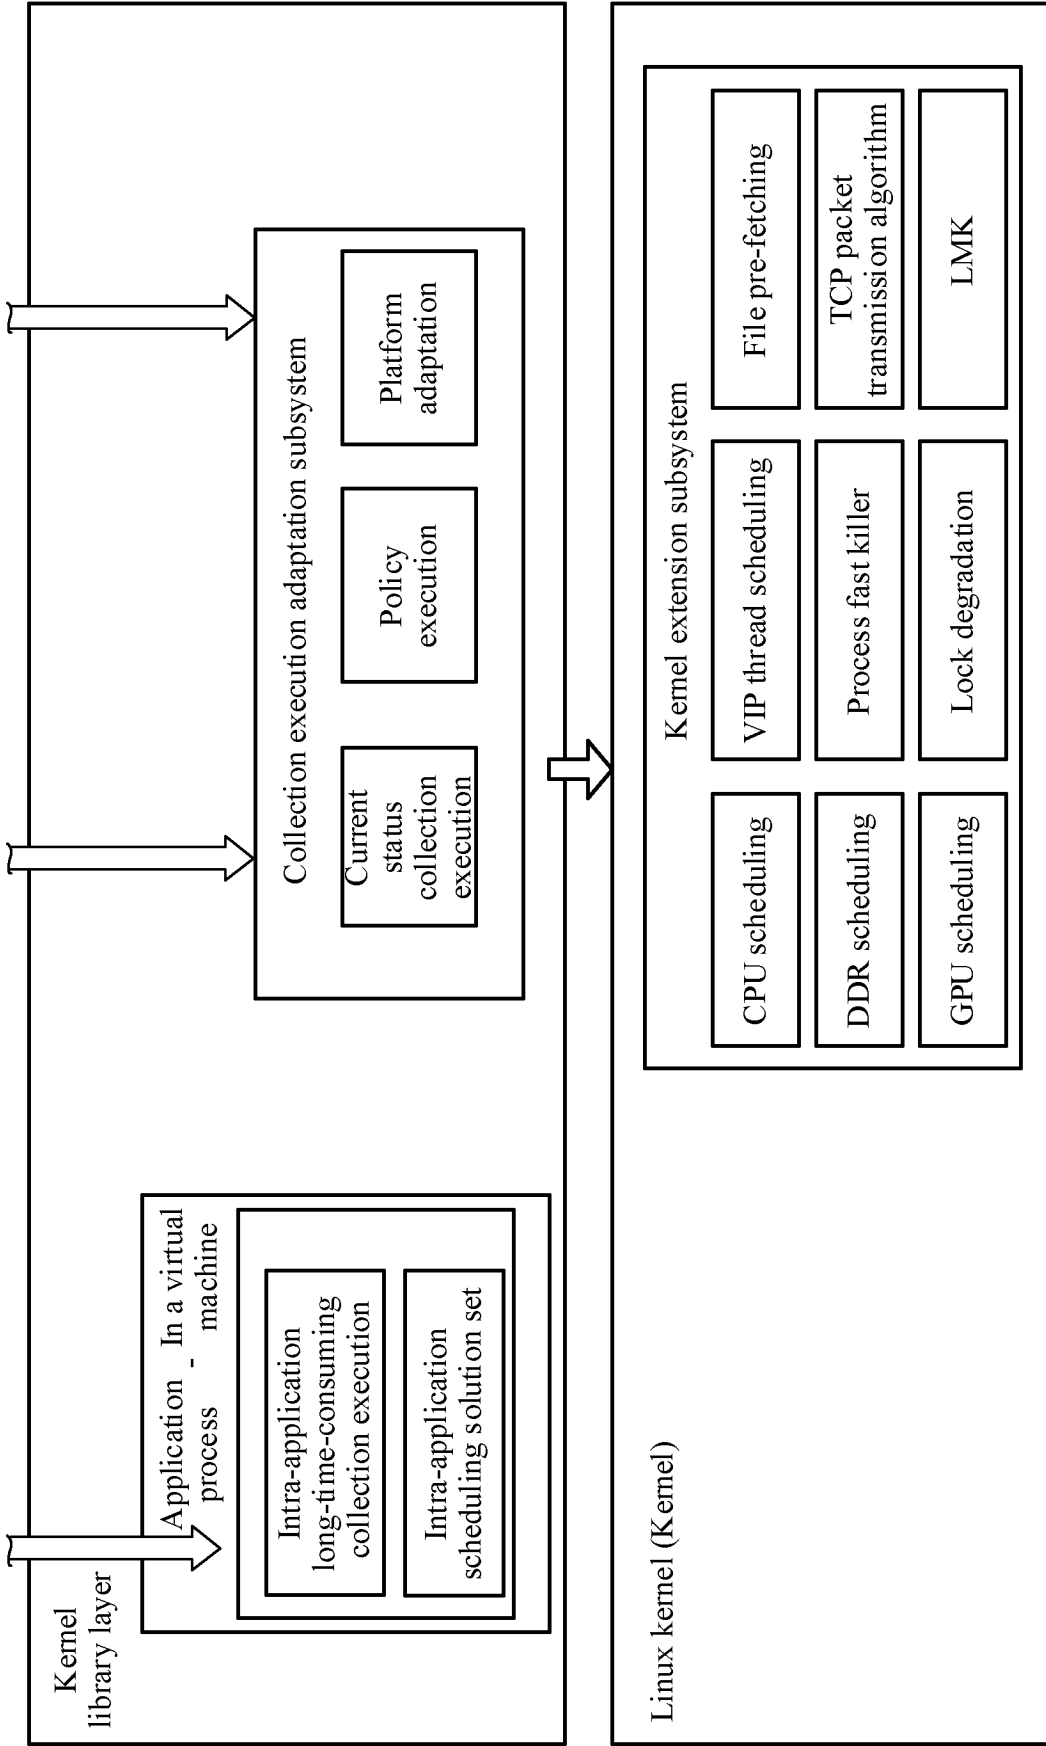 Kernel
library layer
Application
process
-
In a virtual
machine
Intra-application
long-time-consuming
collection execution
Intra-application
scheduling solution set
Collection execution adaptation subsystem
Current
status
collection
execution
Policy
execution
Platform
adaptation
Linux kernel (Kernel)
Kernel extension subsystem
CPU scheduling
VIP thread scheduling
File pre-fetching
DDR scheduling
Process fast killer
TCP packet
transmission algorithm
GPU scheduling
Lock degradation
LMK